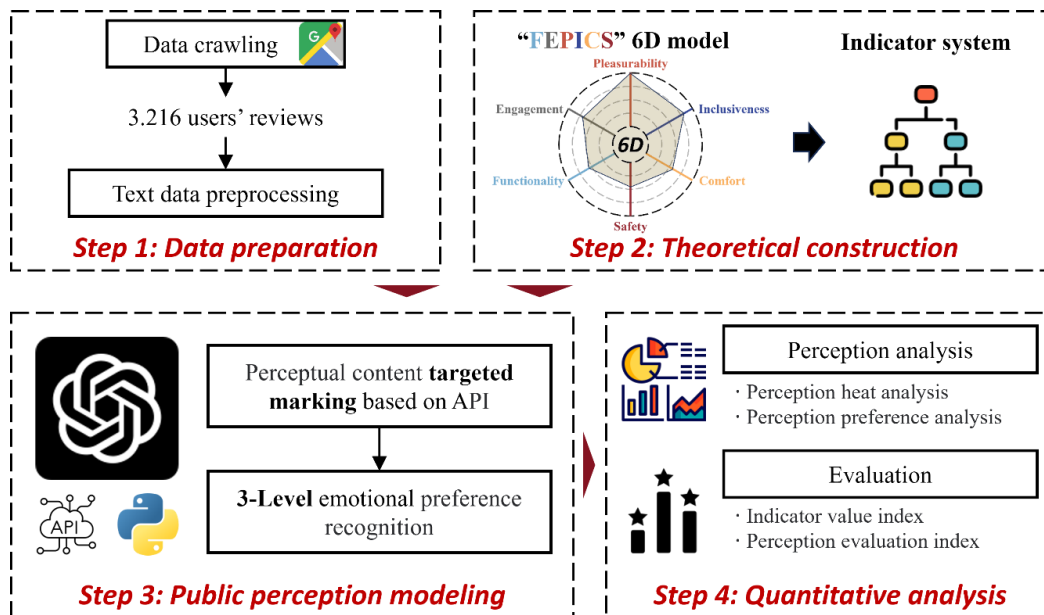 Data crawling
3.216 users’ reviews
Text data preprocessing
Step 1: Data preparation
“FEPICS” 6D model
Pleasurability
Engagement
Inclusiveness
6D
Functionality
Comfort
Safety
Indicator system
Step 2: Theoretical construction
Perceptual content targeted
marking based on API
API
3-Level emotional preference
recognition
Step 3: Public perception modeling
Perception analysis
· Perception heat analysis
· Perception preference analysis
Evaluation
· Indicator value index
· Perception evaluation index
Step 4: Quantitative analysis